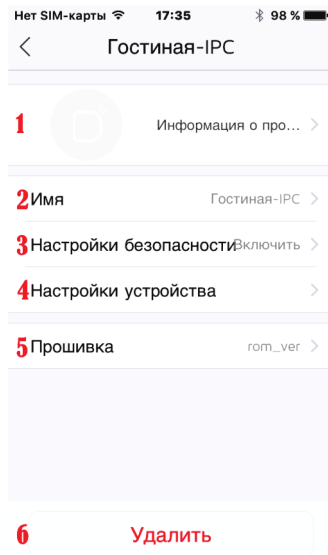 Нет SIM-карты 17:35 98 %
Гостиная-IPC
1 Информация о про... >
2 Имя Гостиная-IPC >
3 Настройки безопасности Включить >
4 Настройки устройства >
5 Прошивка rom_ver >
6 Удалить